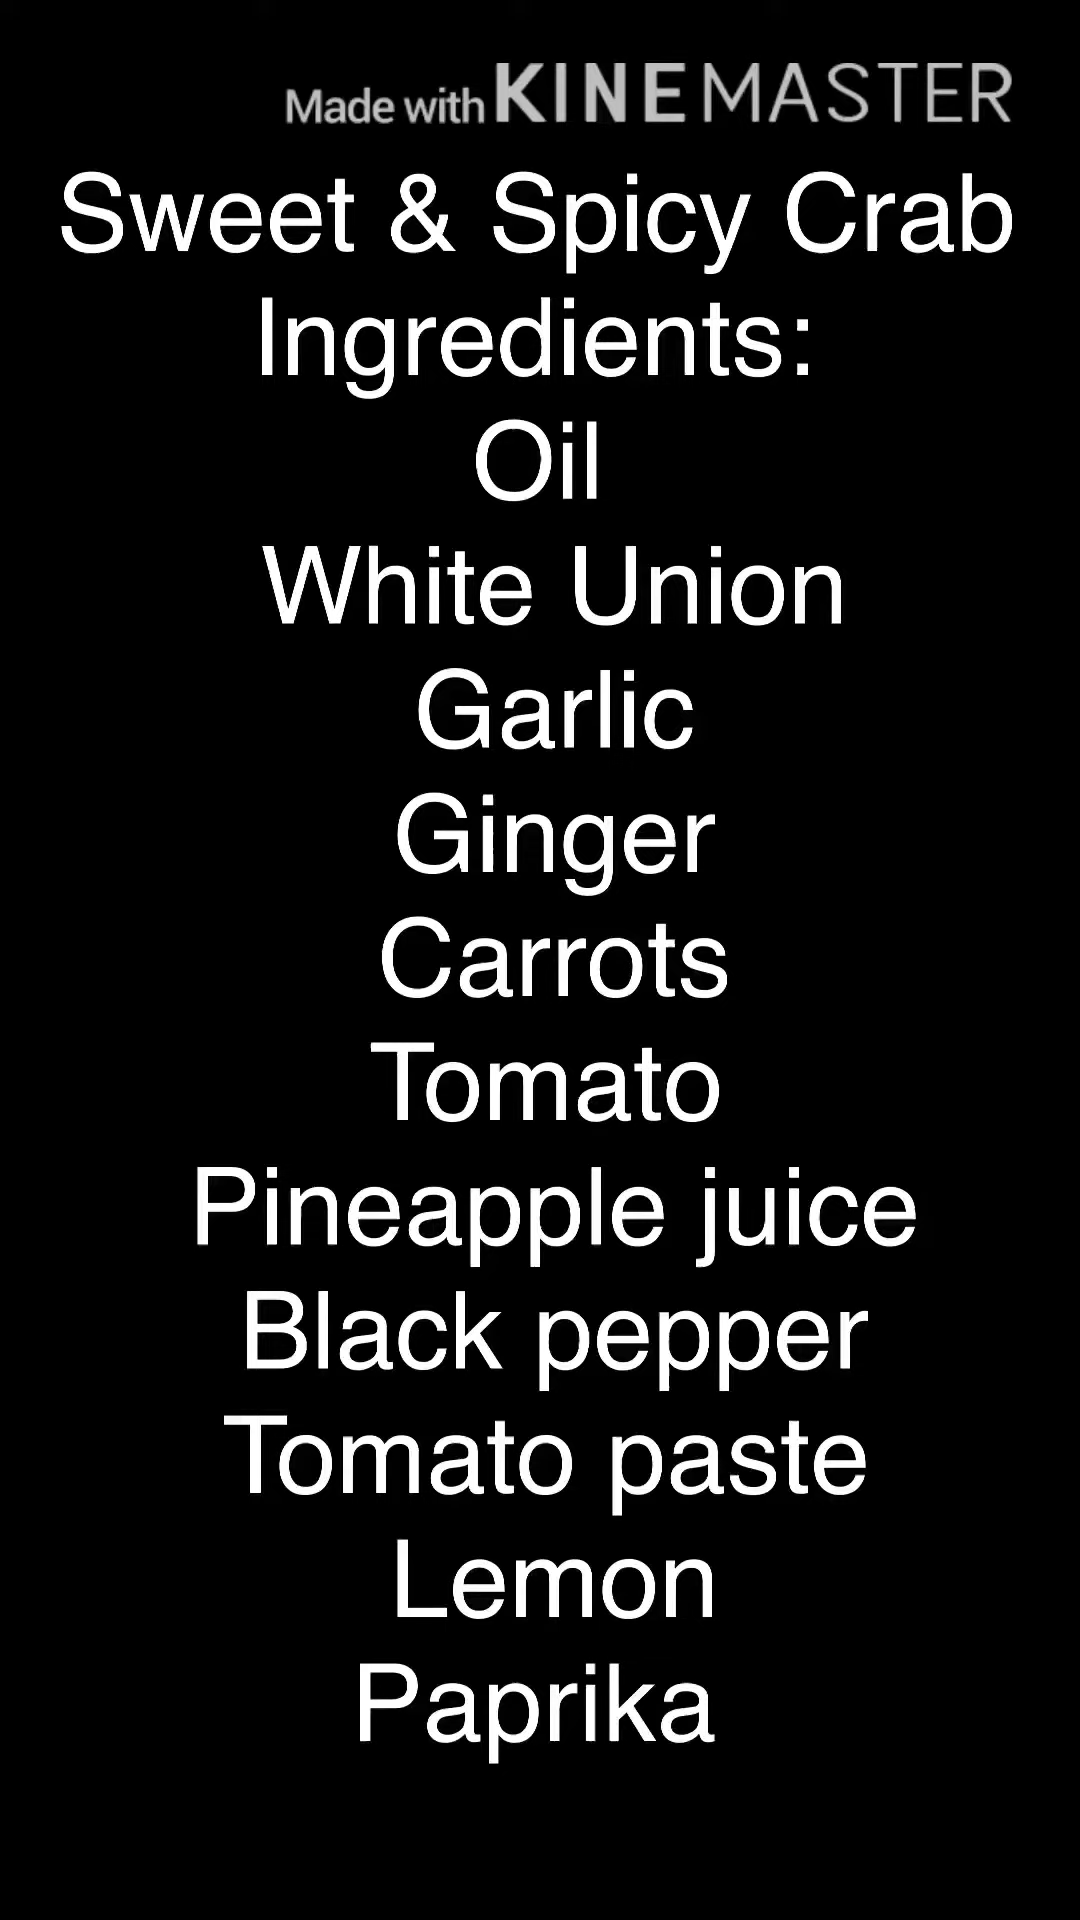 Made with KINEMASTER
Sweet & Spicy Crab
Ingredients:
Oil
White Union
Garlic
Ginger
Carrots
Tomato
Pineapple juice
Black pepper
Tomato paste
Lemon
Paprika